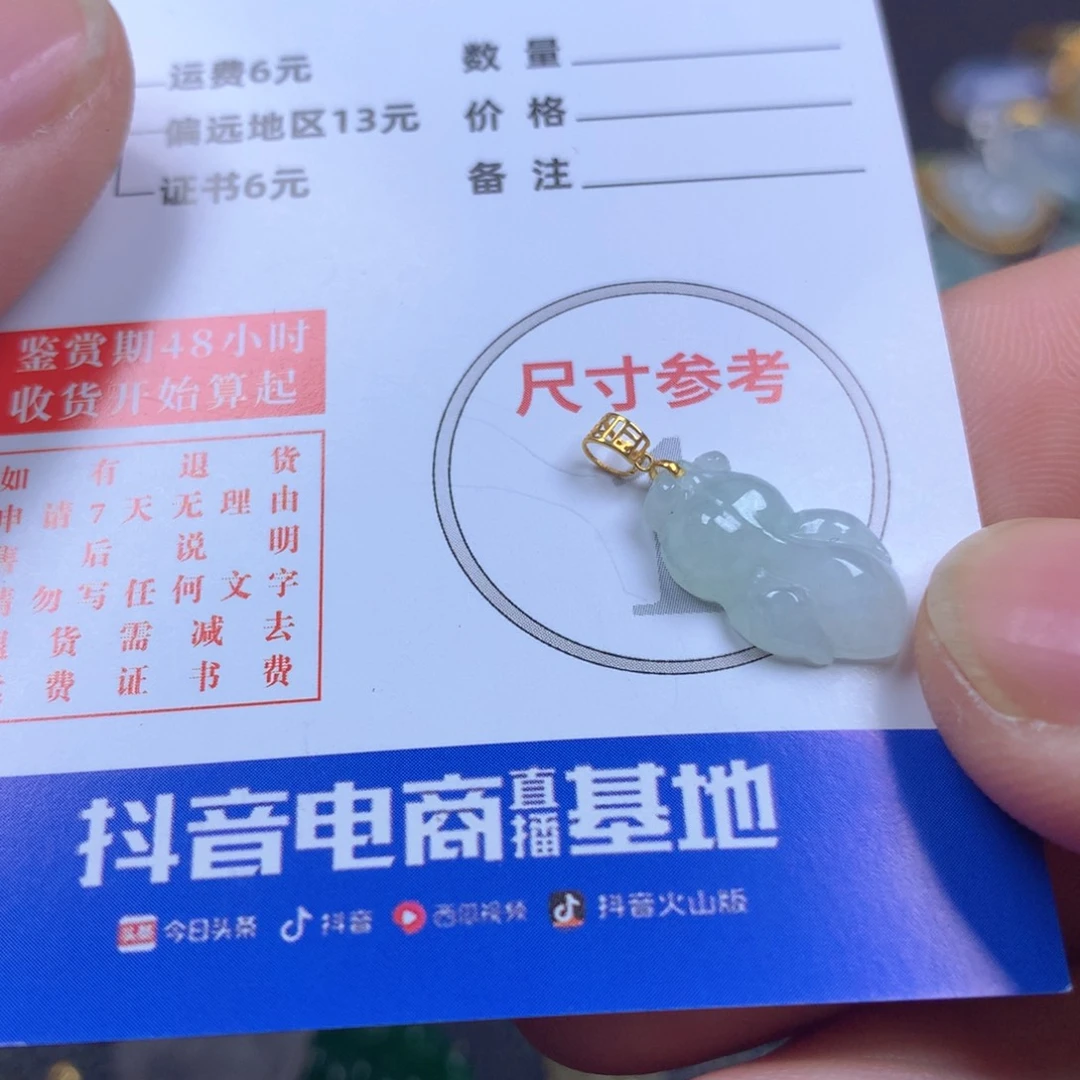 运费6元
数量
偏远地区13元
价格
证书6元
备注
鉴赏期48小时
收货开始算起
尺寸参考
1
如有退货
申请7天无理由
后说明
请勿写任何文字
退货需减去
费证书费
抖音电商直播基地
头条 今日头条 抖音 西瓜视频 抖音火山版